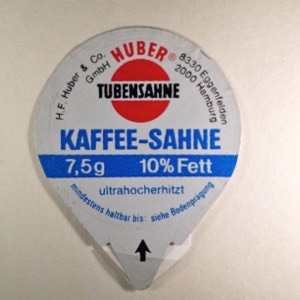 H.F. Huber & Co.
GmbH
HUBER®
8330 Eggenfelden
2000 Hamburg
TUBENSAHNE
KAFFEE-SAHNE
7,5g 10% Fett
ultrahocherhitzt
mindestens haltbar bis: siehe Bodenprägung